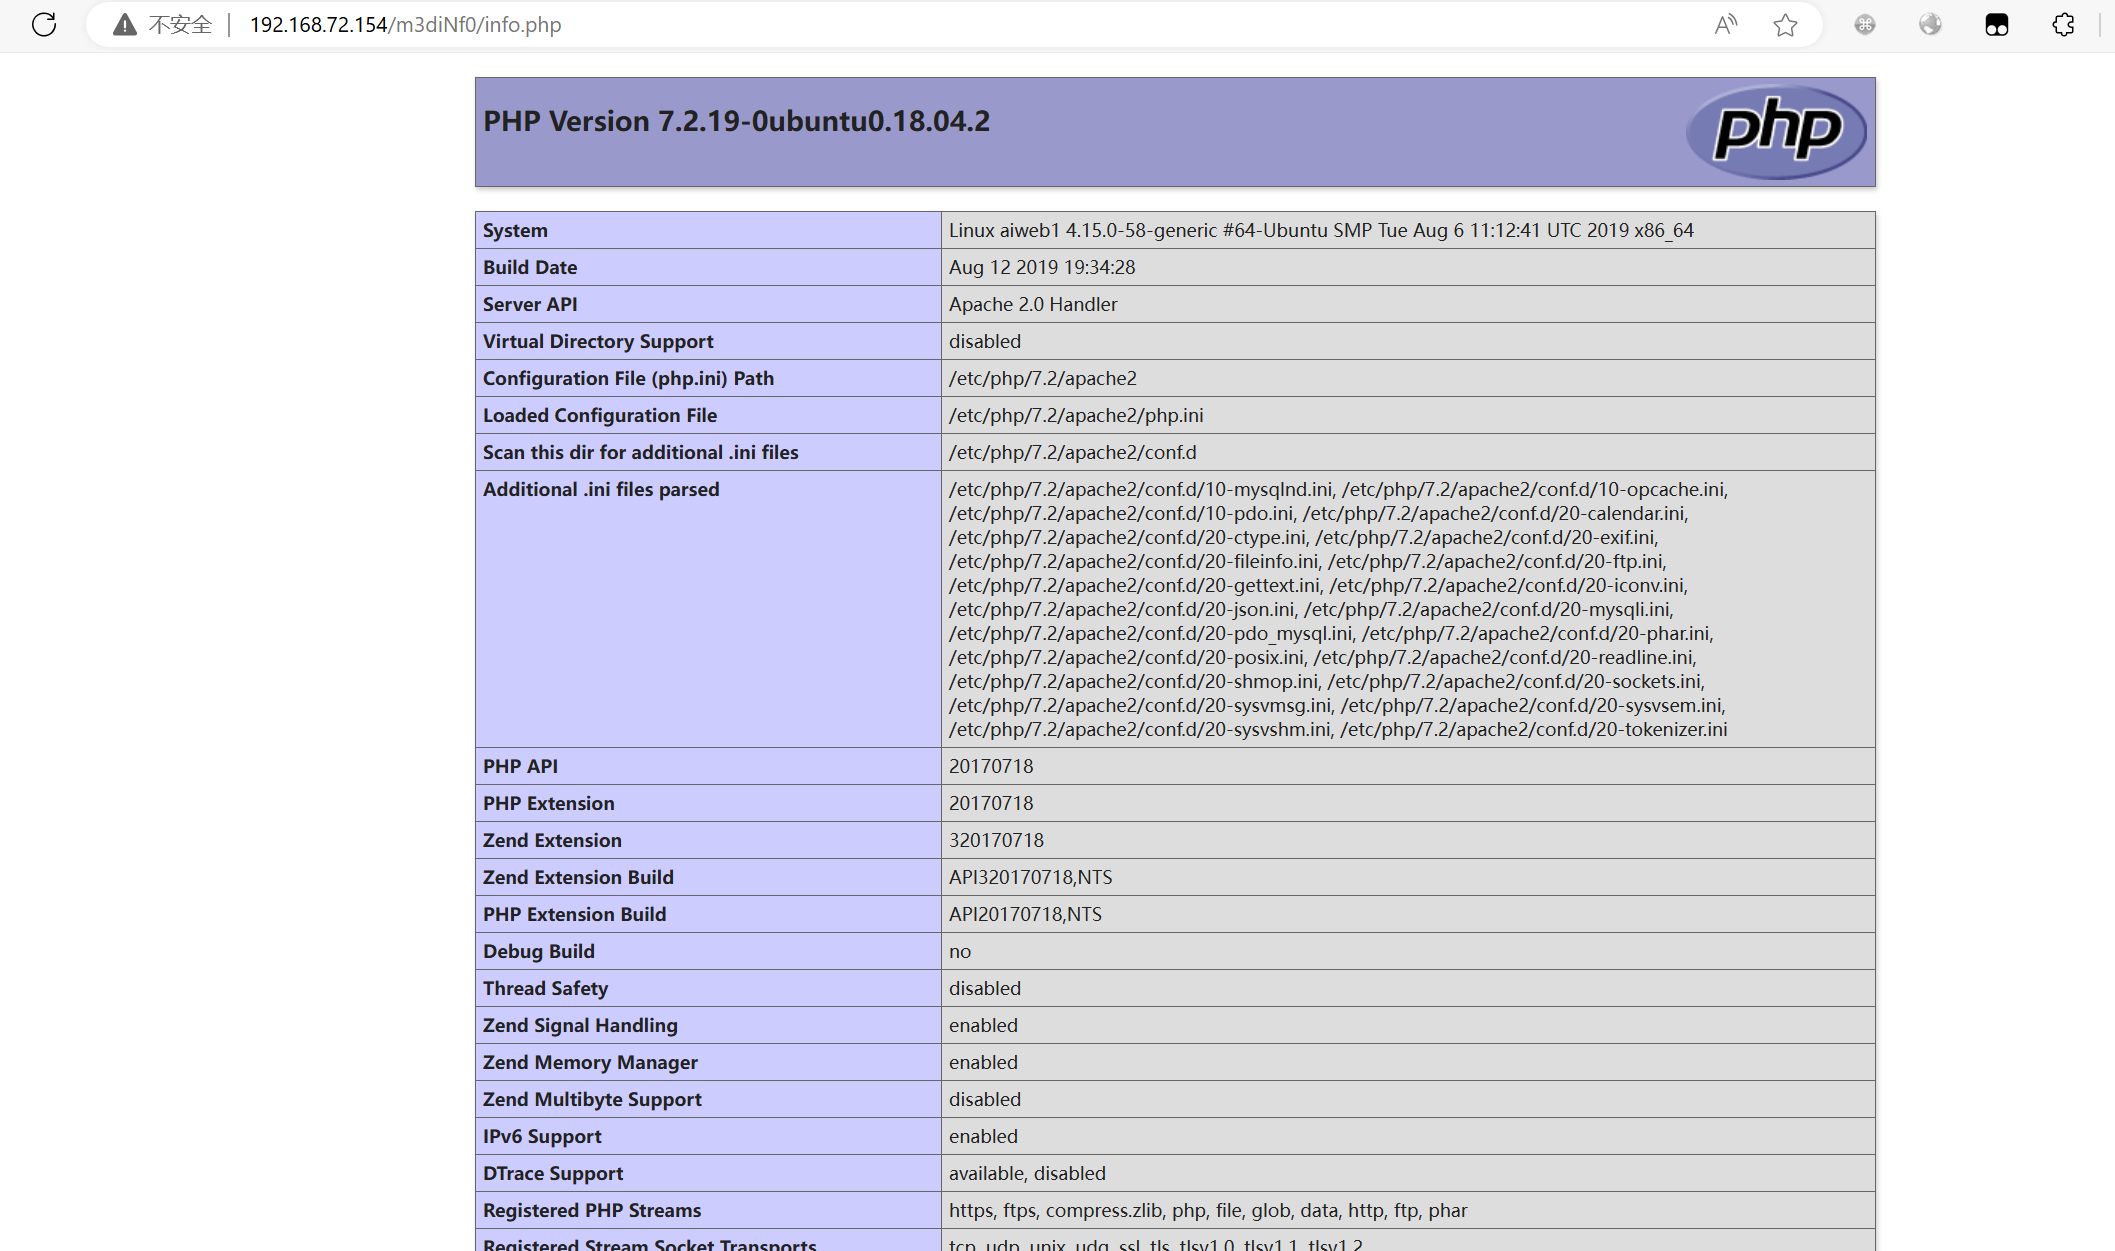 不安全 | 192.168.72.154/m3diNf0/info.php
PHP Version 7.2.19-0ubuntu0.18.04.2
php
System Linux aiweb1 4.15.0-58-generic #64-Ubuntu SMP Tue Aug 6 11:12:41 UTC 2019 x86_64
Build Date Aug 12 2019 19:34:28
Server API Apache 2.0 Handler
Virtual Directory Support disabled
Configuration File (php.ini) Path /etc/php/7.2/apache2
Loaded Configuration File /etc/php/7.2/apache2/php.ini
Scan this dir for additional .ini files /etc/php/7.2/apache2/conf.d
Additional .ini files parsed /etc/php/7.2/apache2/conf.d/10-mysqlnd.ini, /etc/php/7.2/apache2/conf.d/10-opcache.ini,
/etc/php/7.2/apache2/conf.d/10-pdo.ini, /etc/php/7.2/apache2/conf.d/20-calendar.ini,
/etc/php/7.2/apache2/conf.d/20-ctype.ini, /etc/php/7.2/apache2/conf.d/20-exif.ini,
/etc/php/7.2/apache2/conf.d/20-fileinfo.ini, /etc/php/7.2/apache2/conf.d/20-ftp.ini,
/etc/php/7.2/apache2/conf.d/20-gettext.ini, /etc/php/7.2/apache2/conf.d/20-iconv.ini,
/etc/php/7.2/apache2/conf.d/20-json.ini, /etc/php/7.2/apache2/conf.d/20-mysqli.ini,
/etc/php/7.2/apache2/conf.d/20-pdo_mysql.ini, /etc/php/7.2/apache2/conf.d/20-phar.ini,
/etc/php/7.2/apache2/conf.d/20-posix.ini, /etc/php/7.2/apache2/conf.d/20-readline.ini,
/etc/php/7.2/apache2/conf.d/20-shmop.ini, /etc/php/7.2/apache2/conf.d/20-sockets.ini,
/etc/php/7.2/apache2/conf.d/20-sysvmsg.ini, /etc/php/7.2/apache2/conf.d/20-sysvsem.ini,
/etc/php/7.2/apache2/conf.d/20-sysvshm.ini, /etc/php/7.2/apache2/conf.d/20-tokenizer.ini
PHP API 20170718
PHP Extension 20170718
Zend Extension 320170718
Zend Extension Build API320170718,NTS
PHP Extension Build API20170718,NTS
Debug Build no
Thread Safety disabled
Zend Signal Handling enabled
Zend Memory Manager enabled
Zend Multibyte Support disabled
IPv6 Support enabled
DTrace Support available, disabled
Registered PHP Streams https, ftps, compress.zlib, php, file, glob, data, http, ftp, phar
Registered Stream Socket Transports tcp, udp, unix, udg, ssl, tls, tlsv1.0, tlsv1.1, tlsv1.2